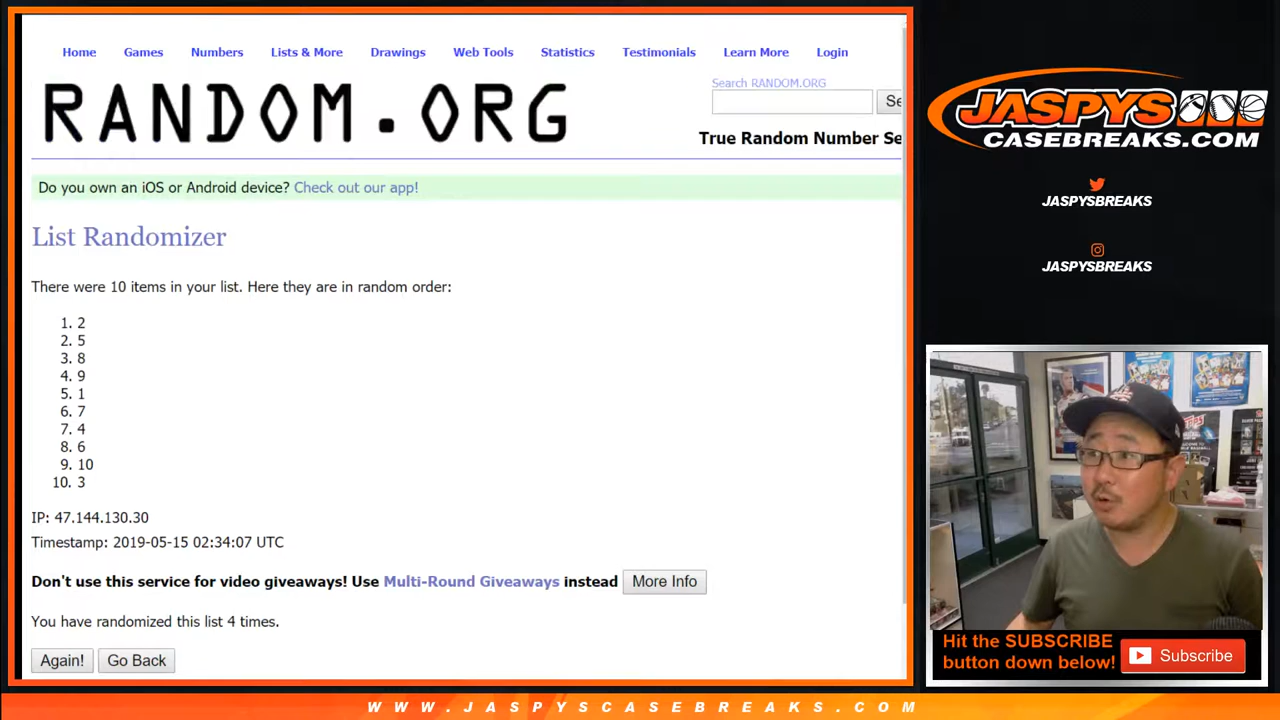 Home Games Numbers Lists & More Drawings Web Tools Statistics Testimonials Learn More Login
Search RANDOM.ORG
RANDOM.ORG
Se
True Random Number Se
Do you own an iOS or Android device? Check out our app!
List Randomizer
There were 10 items in your list. Here they are in random order:
1. 2
2. 5
3. 8
4. 9
5. 1
6. 7
7. 4
8. 6
9. 10
10. 3
IP: 47.144.130.30
Timestamp: 2019-05-15 02:34:07 UTC
Don't use this service for video giveaways! Use Multi-Round Giveaways instead More Info
You have randomized this list 4 times.
Again! Go Back
JASPYS
CASEBREAKS.COM
JASPYSBREAKS
JASPYSBREAKS
TOPPS
Hit the SUBSCRIBE
button down below!
Subscribe
WWW.JASPYSCASEBREAKS.COM